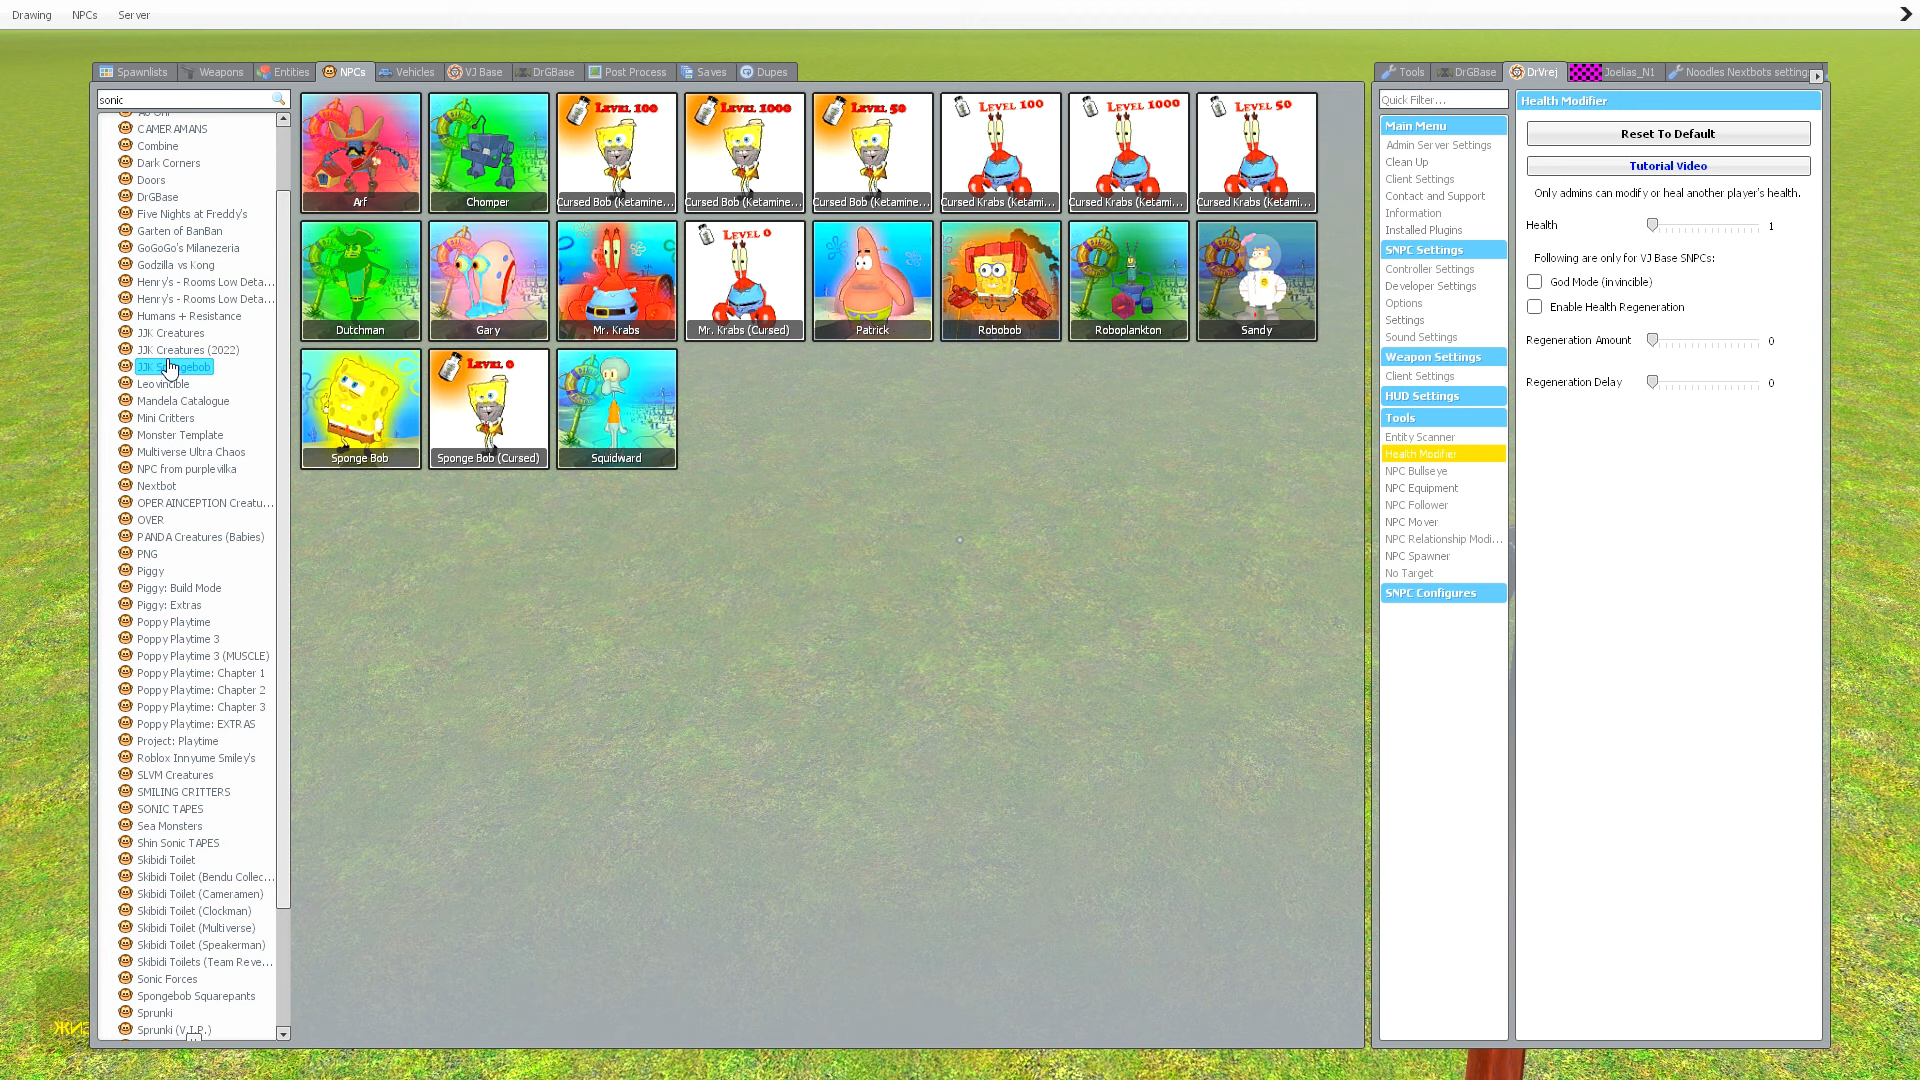 Drawing NPCs Server
Spawnlists Weapons Entities NPCs Vehicles VJ Base DrGBase Post Process Saves Dupes
sonic
CAMERAMANS
Combine
Dark Corners
Doors
DrGBase
Five Nights at Freddy's
Garten of BanBan
GoGoGo's Milanezeria
Godzilla vs Kong
Henry's - Rooms Low Deta...
Henry's - Rooms Low Deta...
Humans + Resistance
JJK Creatures
JJK Creatures (2022)
JJK Sp gebob
Leovincible
Mandela Catalogue
Mini Critters
Monster Template
Multiverse Ultra Chaos
NPC from purplevilka
Nextbot
OPERAINCEPTION Creatu...
OVER
PANDA Creatures (Babies)
PNG
Piggy
Piggy: Build Mode
Piggy: Extras
Poppy Playtime
Poppy Playtime 3
Poppy Playtime 3 (MUSCLE)
Poppy Playtime: Chapter 1
Poppy Playtime: Chapter 2
Poppy Playtime: Chapter 3
Poppy Playtime: EXTRAS
Project: Playtime
Roblox Innyume Smiley's
SLVM Creatures
SMILING CRITTERS
SONIC TAPES
Sea Monsters
Shin Sonic TAPES
Skibidi Toilet
Skibidi Toilet (Bendu Collec...
Skibidi Toilet (Cameramen)
Skibidi Toilet (Clockman)
Skibidi Toilet (Multiverse)
Skibidi Toilet (Speakerman)
Skibidi Toilets (Team Reve...
Sonic Forces
Spongebob Squarepants
Sprunki
Sprunki (V.I.P.)
LEVEL 100 LEVEL 1000 LEVEL 50 LEVEL 100 LEVEL 1000 LEVEL 50
Arf Chomper Cursed Bob (Ketamine... Cursed Bob (Ketamine... Cursed Bob (Ketamine... Cursed Krabs (Ketami... Cursed Krabs (Ketami... Cursed Krabs (Ketami...
LEVEL 0
Dutchman Gary Mr. Krabs Mr. Krabs (Cursed) Patrick Robobob Roboplankton Sandy
LEVEL 0
Sponge Bob Sponge Bob (Cursed) Squidward
Tools DrGBase DrVrej Joelias_N1 Noodles Nextbots setting
Quick Filter...
Main Menu
Admin Server Settings
Clean Up
Client Settings
Contact and Support
Information
Installed Plugins
SNPC Settings
Controller Settings
Developer Settings
Options
Settings
Sound Settings
Weapon Settings
Client Settings
HUD Settings
Tools
Entity Scanner
Health Modifier
NPC Bullseye
NPC Equipment
NPC Follower
NPC Mover
NPC Relationship Modi...
NPC Spawner
No Target
SNPC Configures
Health Modifier
Reset To Default
Tutorial Video
Only admins can modify or heal another player's health.
Health 1
Following are only for VJ Base SNPCs:
God Mode (invincible)
Enable Health Regeneration
Regeneration Amount 0
Regeneration Delay 0